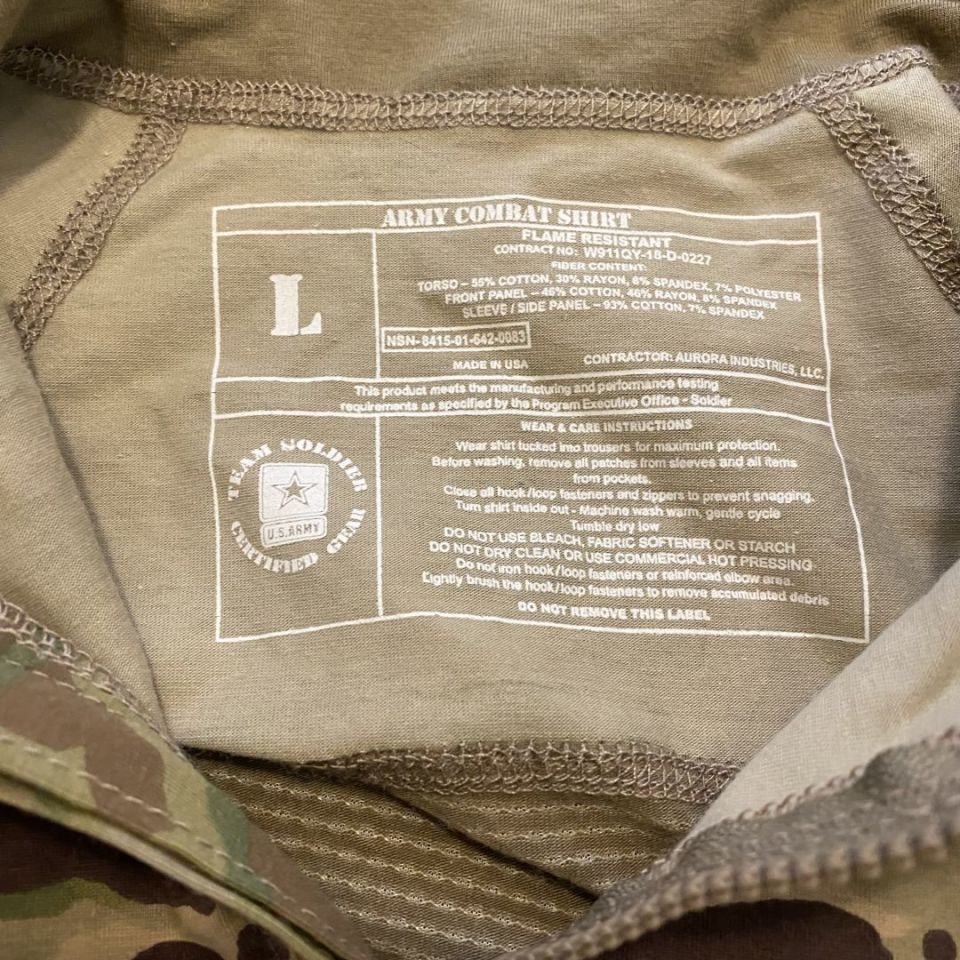 ARMY COMBAT SHIRT
L
FLAME RESISTANT
CONTRACT NO: W911QY-18-D-0227
FIBER CONTENT:
TORSO – 55% COTTON, 30% RAYON, 8% SPANDEX, 7% POLYESTER
FRONT PANEL – 46% COTTON, 46% RAYON, 8% SPANDEX
SLEEVE / SIDE PANEL – 93% COTTON, 7% SPANDEX
NSN- 8415-01-642-0083
MADE IN USA
CONTRACTOR: AURORA INDUSTRIES, LLC.
This product meets the manufacturing and performance testing
requirements as specified by the Program Executive Office - Soldier
TEAM SOLDIER
U.S. ARMY
CERTIFIED GEAR
WEAR & CARE INSTRUCTIONS
Wear shirt tucked into trousers for maximum protection.
Before washing, remove all patches from sleeves and all items
from pockets.
Close all hook/loop fasteners and zippers to prevent snagging.
Turn shirt inside out - Machine wash warm, gentle cycle
Tumble dry low
DO NOT USE BLEACH, FABRIC SOFTENER OR STARCH
DO NOT DRY CLEAN OR USE COMMERCIAL HOT PRESSING
Do not iron hook/loop fasteners or reinforced elbow area.
Lightly brush the hook/loop fasteners to remove accumulated debris
DO NOT REMOVE THIS LABEL